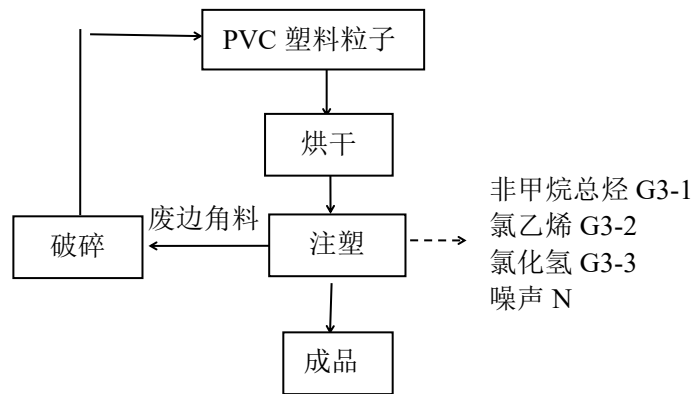 PVC 塑料粒子
烘干
非甲烷总烃 G3-1
废边角料
氯乙烯 G3-2
破碎
注塑
氯化氢 G3-3
噪声 N
成品